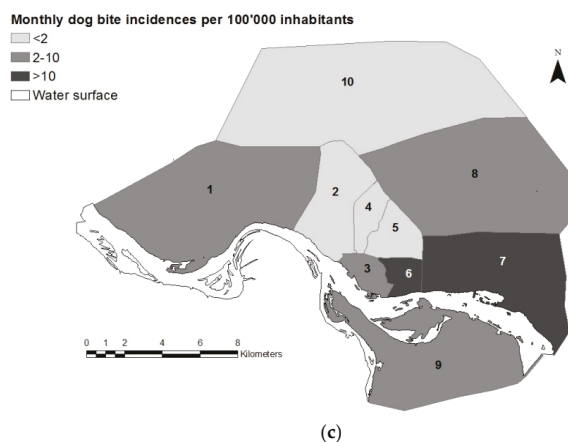 Monthly dog bite incidences per 100'000 inhabitants
<2
2-10
>10
Water surface
N
10
1
2
8
4
5
3
6
7
9
0 1 2 4 6 8
Kilometers
(c)